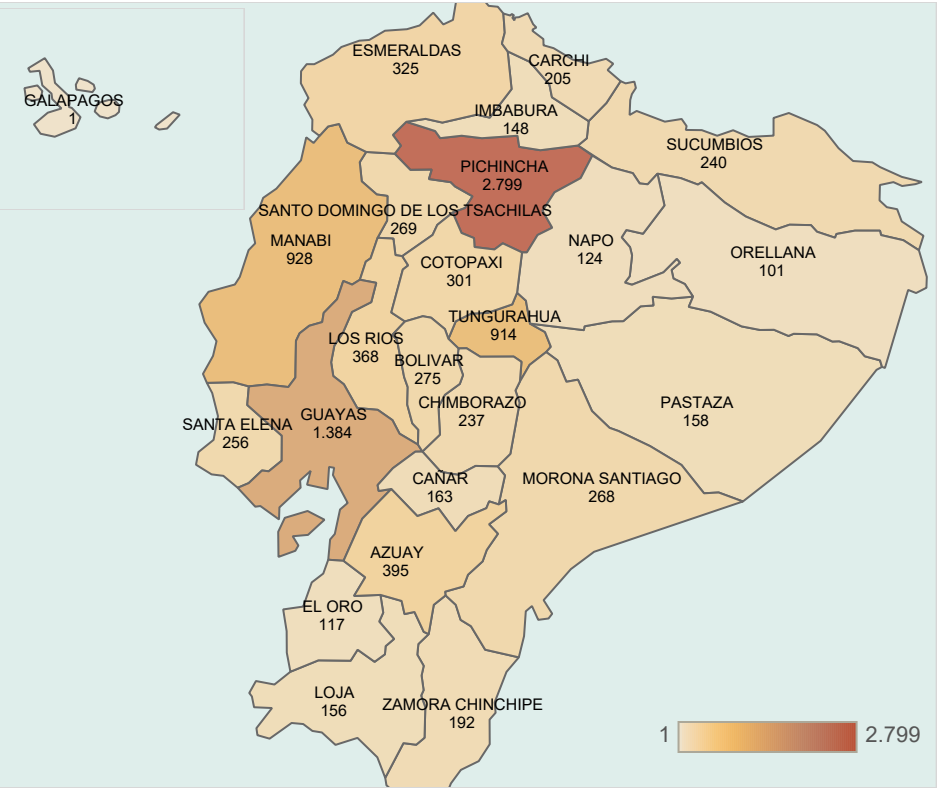 ESMERALDAS
325
CARCHI
205
GALAPAGOS
1
IMBABURA
148
SUCUMBIOS
240
PICHINCHA
2.799
SANTO DOMINGO DE LOS TSACHILAS
269
MANABI
928
NAPO
124
ORELLANA
101
COTOPAXI
301
TUNGURAHUA
914
LOS RIOS
368
BOLIVAR
275
CHIMBORAZO
237
PASTAZA
158
SANTA ELENA
256
GUAYAS
1.384
CAÑAR
163
MORONA SANTIAGO
268
AZUAY
395
EL ORO
117
LOJA
156
ZAMORA CHINCHIPE
192
1
2.799